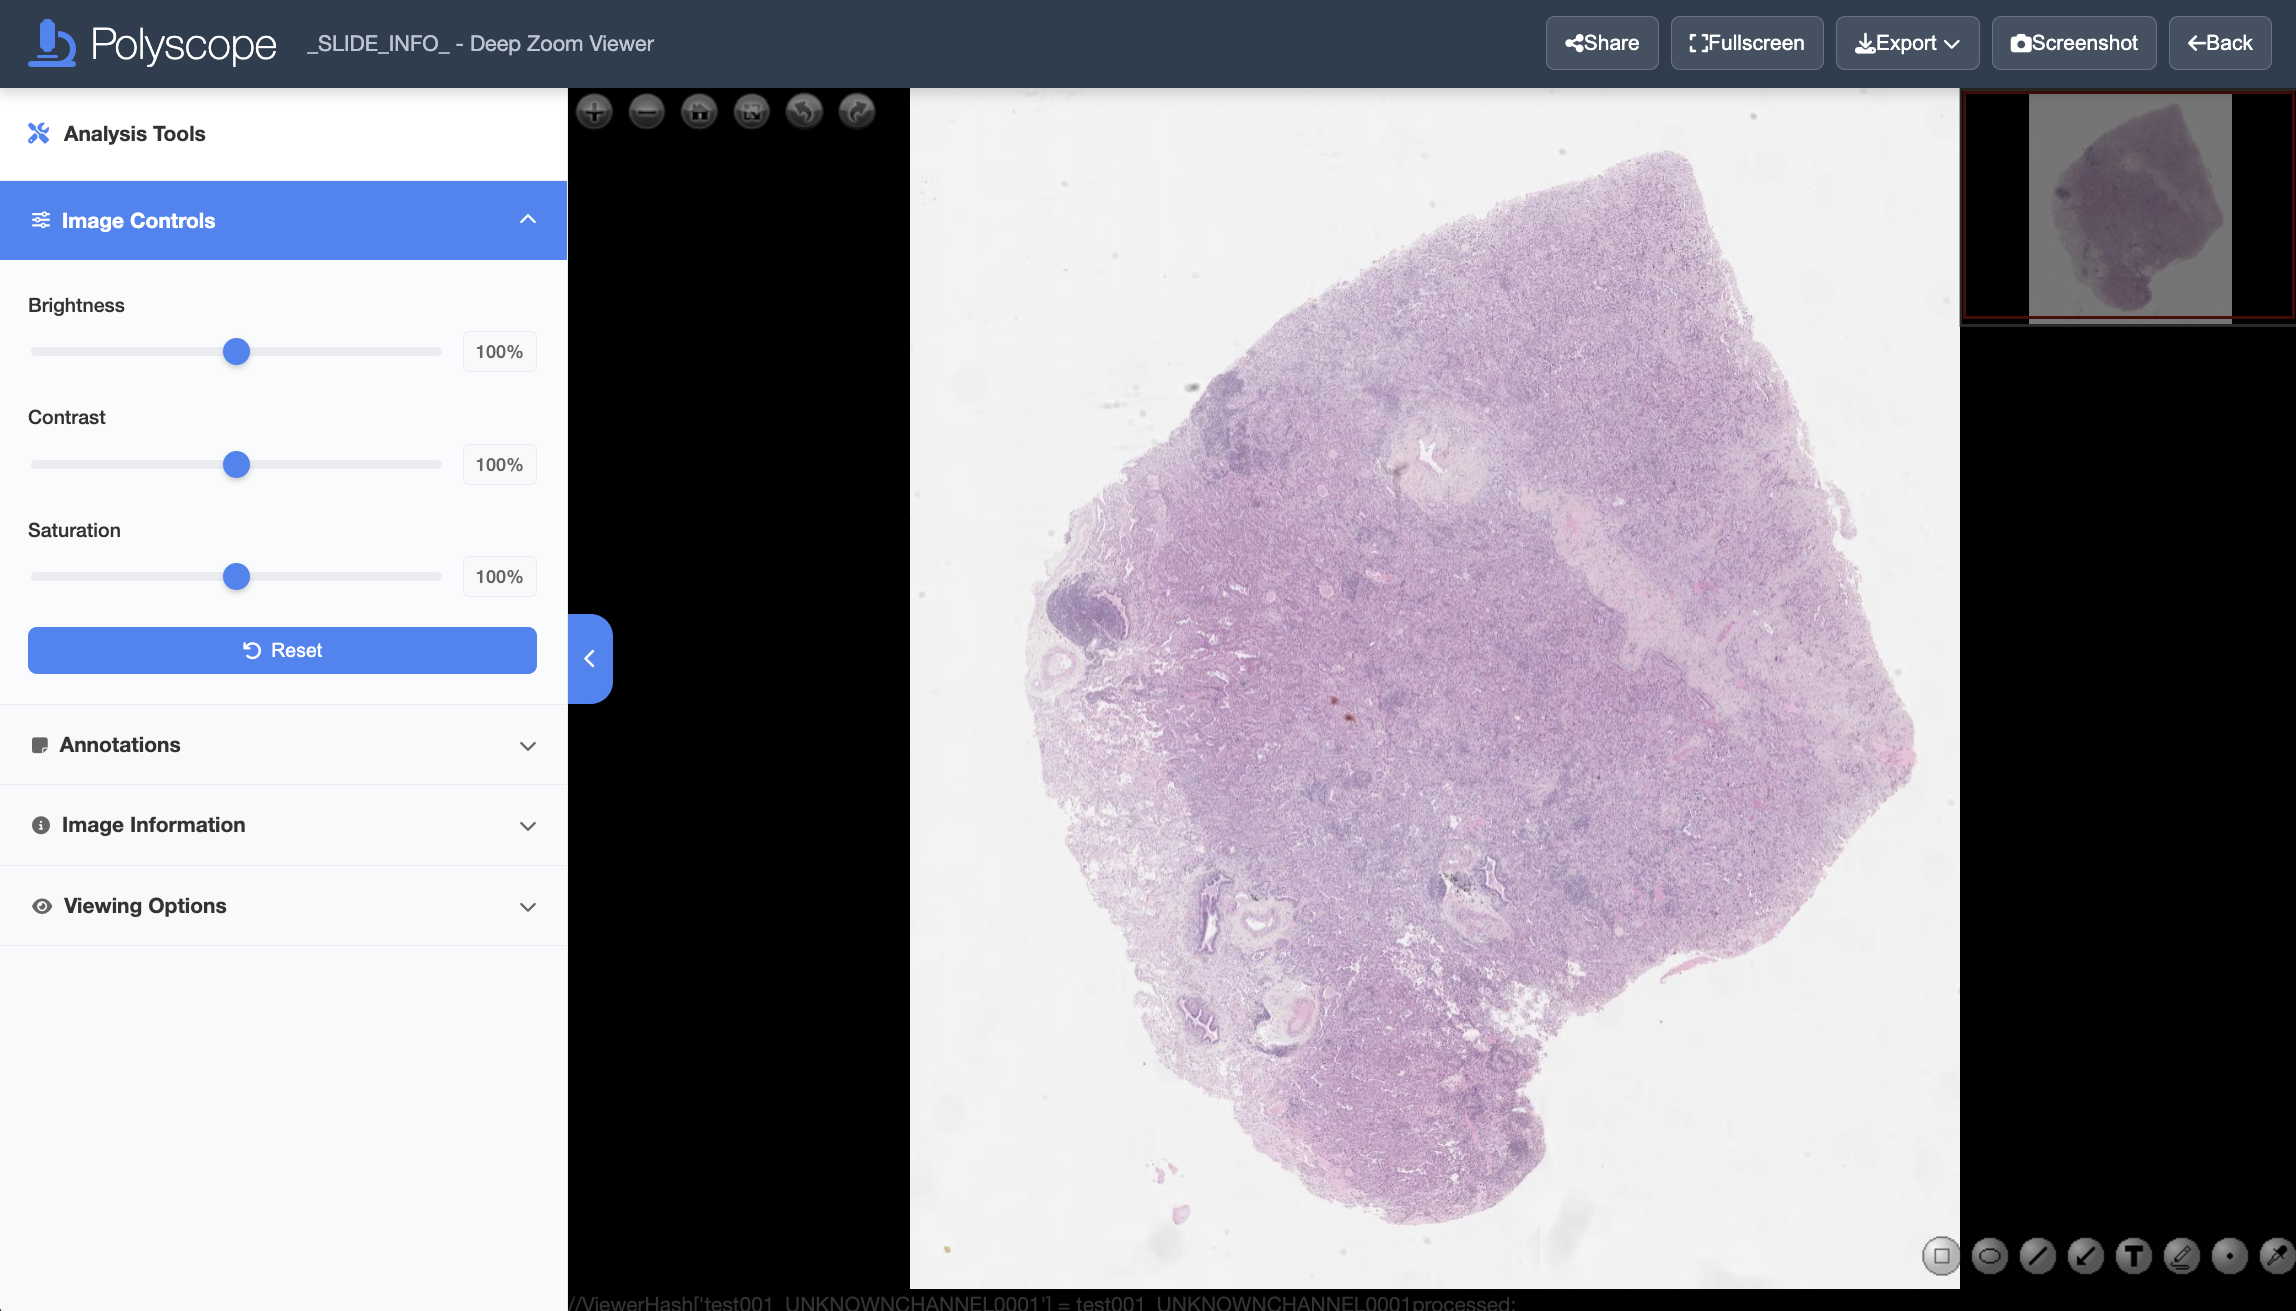 Polyscope
_SLIDE_INFO_ - Deep Zoom Viewer
Share
Fullscreen
Export
Screenshot
Back
Analysis Tools
Image Controls
Brightness
100%
Contrast
100%
Saturation
100%
Reset
Annotations
Image Information
Viewing Options
T
//ViewerHash['test001_UNKNOWNCHANNEL0001'] = test001_UNKNOWNCHANNEL0001processed;